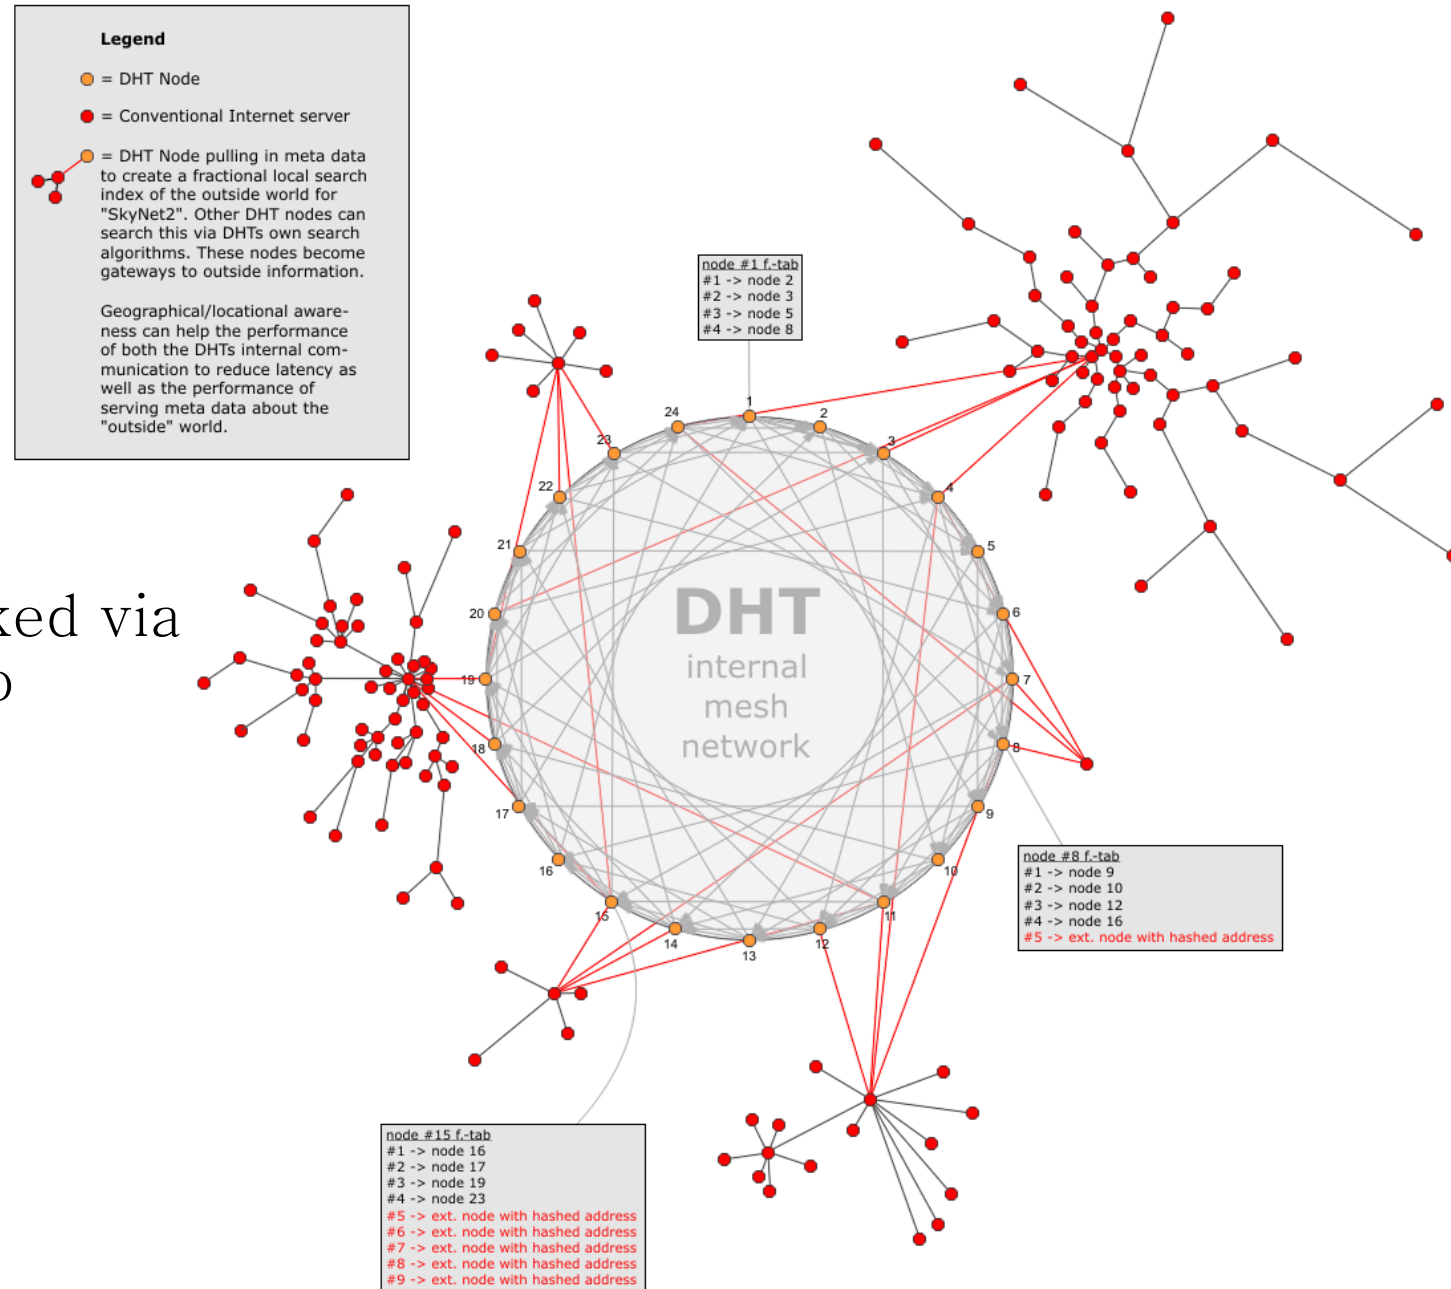 Legend
= DHT Node
= Conventional Internet server
= DHT Node pulling in meta data
to create a fractional local search
index of the outside world for
"SkyNet2". Other DHT nodes can
search this via DHTs own search
algorithms. These nodes become
gateways to outside information.
Geographical/locational aware-
ness can help the performance
of both the DHTs internal com-
munication to reduce latency as
well as the performance of
serving meta data about the
"outside" world.
node #1 f.-tab
#1 -> node 2
#2 -> node 3
#3 -> node 5
#4 -> node 8
1
2
3
4
5
6
7
8
9
10
11
12
13
14
15
16
17
18
19
20
21
22
23
24
DHT
internal
mesh
network
via
node #8 f.-tab
#1 -> node 9
#2 -> node 10
#3 -> node 12
#4 -> node 16
#5 -> ext. node with hashed address
node #15 f.-tab
#1 -> node 16
#2 -> node 17
#3 -> node 19
#4 -> node 23
#5 -> ext. node with hashed address
#6 -> ext. node with hashed address
#7 -> ext. node with hashed address
#8 -> ext. node with hashed address
#9 -> ext. node with hashed address